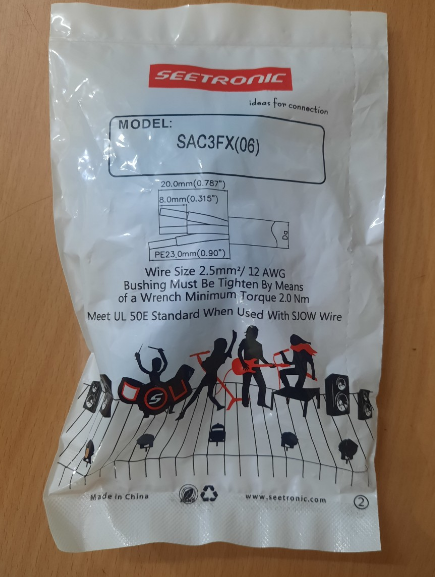 SEETRONIC
ideas for connection
MODEL:
SAC3FX(06)
20.0mm(0.787")
8.0mm(0.315")
Da
PE23.0mm(0.90")
Wire Size 2.5mm²/ 12 AWG
Bushing Must Be Tighten By Means
of a Wrench Minimum Torque 2.0 Nm
Meet UL 50E Standard When Used With SJOW Wire
S
Made in China
www.seetronic.com
2